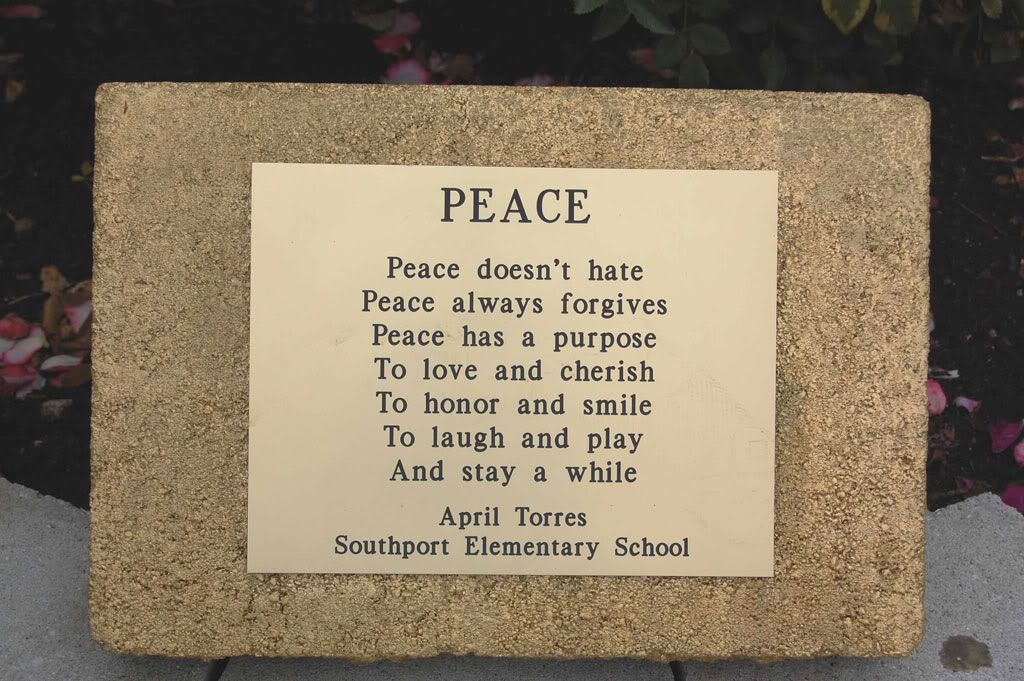 PEACE
Peace doesn't hate
Peace always forgives
Peace has a purpose
To love and cherish
To honor and smile
To laugh and play
And stay a while
April Torres
Southport Elementary School